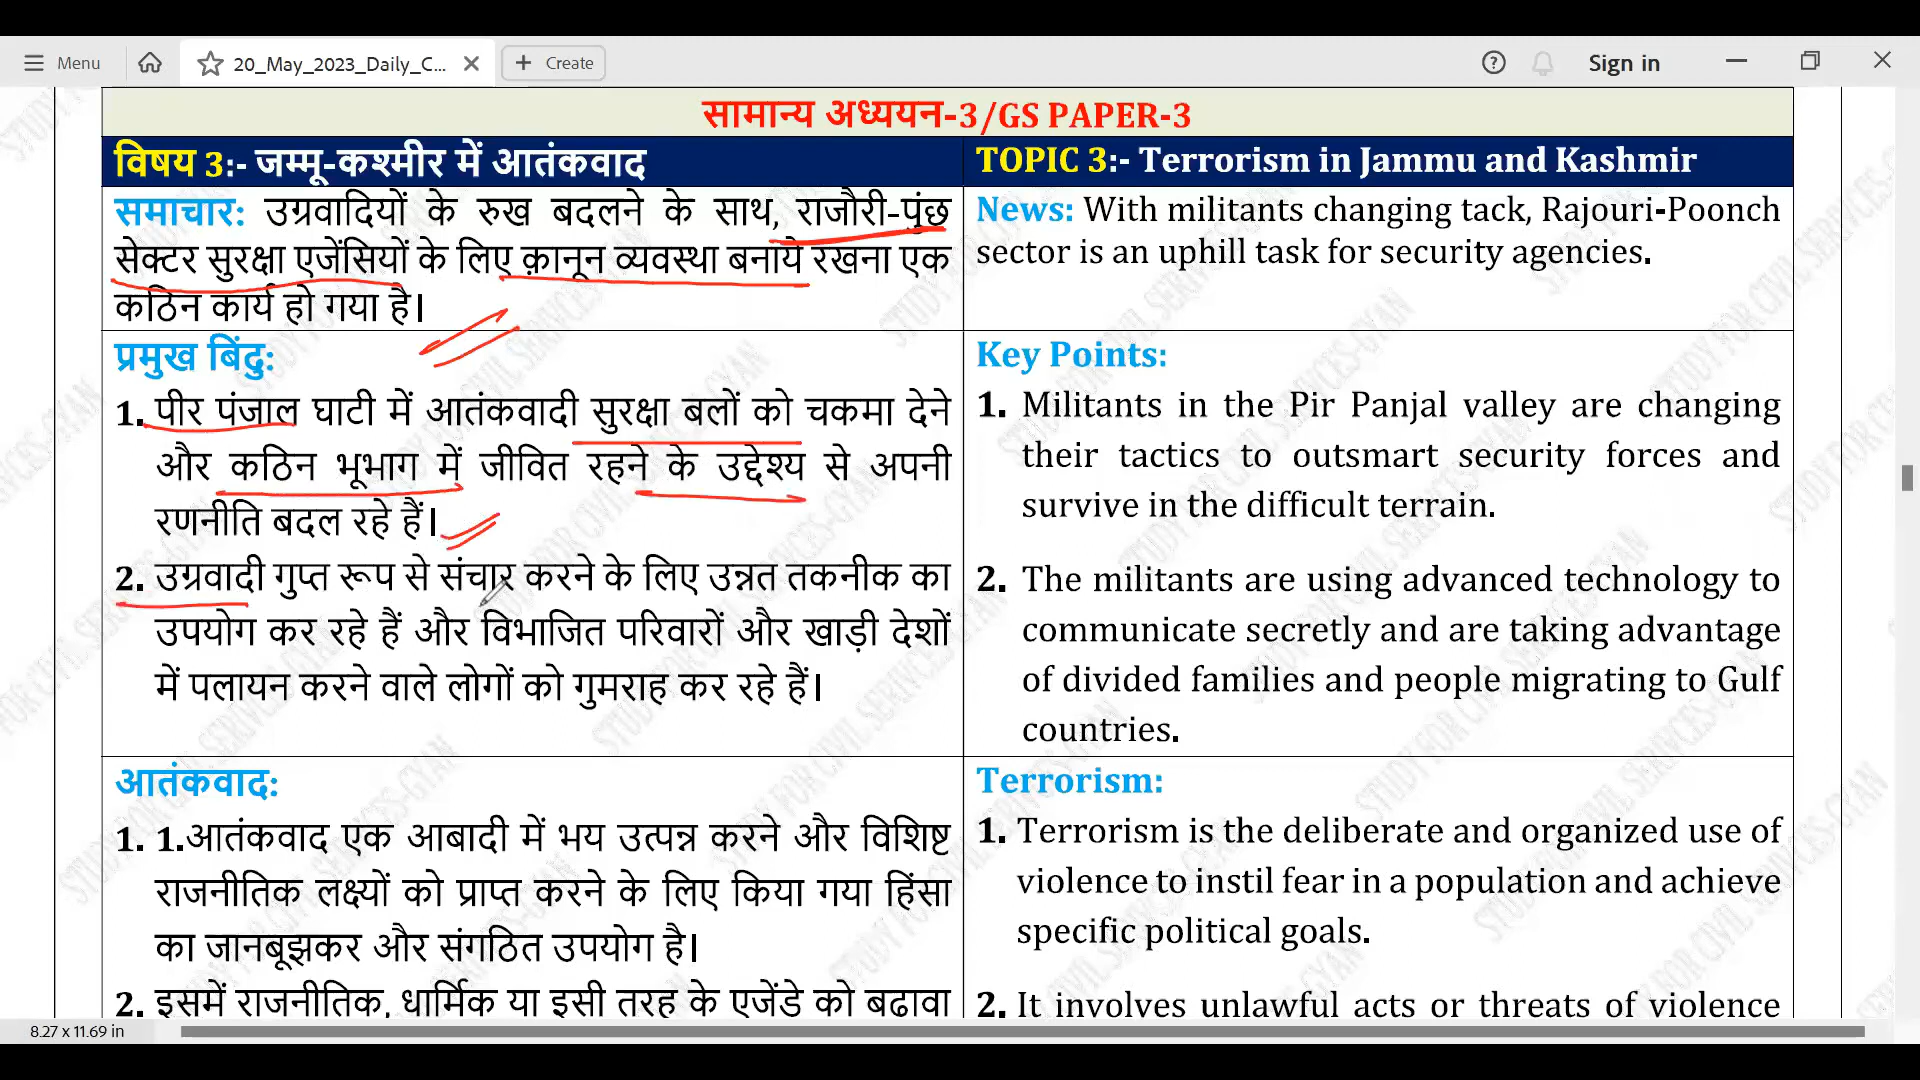 Menu
20_May_2023_Daily_C...
Create
Sign in
सामान्य अध्ययन-3/GS PAPER-3
विषय 3:- जम्मू-कश्मीर में आतंकवाद
समाचार: उग्रवादियों के रुख बदलने के साथ, राजौरी-पुंछ
सेक्टर सुरक्षा एजेंसियों के लिए क़ानून व्यवस्था बनाये रखना एक
कठिन कार्य हो गया है।
प्रमुख बिंदु:
1. पीर पंजाल घाटी में आतंकवादी सुरक्षा बलों को चकमा देने
और कठिन भूभाग में जीवित रहने के उद्देश्य से अपनी
रणनीति बदल रहे हैं।
2. उग्रवादी गुप्त रूप से संचार करने के लिए उन्नत तकनीक का
उपयोग कर रहे हैं और विभाजित परिवारों और खाड़ी देशों
में पलायन करने वाले लोगों को गुमराह कर रहे हैं।
आतंकवाद:
1. 1.आतंकवाद एक आबादी में भय उत्पन्न करने और विशिष्ट
राजनीतिक लक्ष्यों को प्राप्त करने के लिए किया गया हिंसा
का जानबूझकर और संगठित उपयोग है।
2. इसमें राजनीतिक, धार्मिक या इसी तरह के एजेंडे को बढावा
TOPIC 3:- Terrorism in Jammu and Kashmir
News: With militants changing tack, Rajouri-Poonch
sector is an uphill task for security agencies.
Key Points:
1. Militants in the Pir Panjal valley are changing
their tactics to outsmart security forces and
survive in the difficult terrain.
2. The militants are using advanced technology to
communicate secretly and are taking advantage
of divided families and people migrating to Gulf
countries.
Terrorism:
1. Terrorism is the deliberate and organized use of
violence to instil fear in a population and achieve
specific political goals.
2. It involves unlawful acts or threats of violence
8.27 x 11.69 in
STUDY FOR CIVIL SERIVCES-GYAN